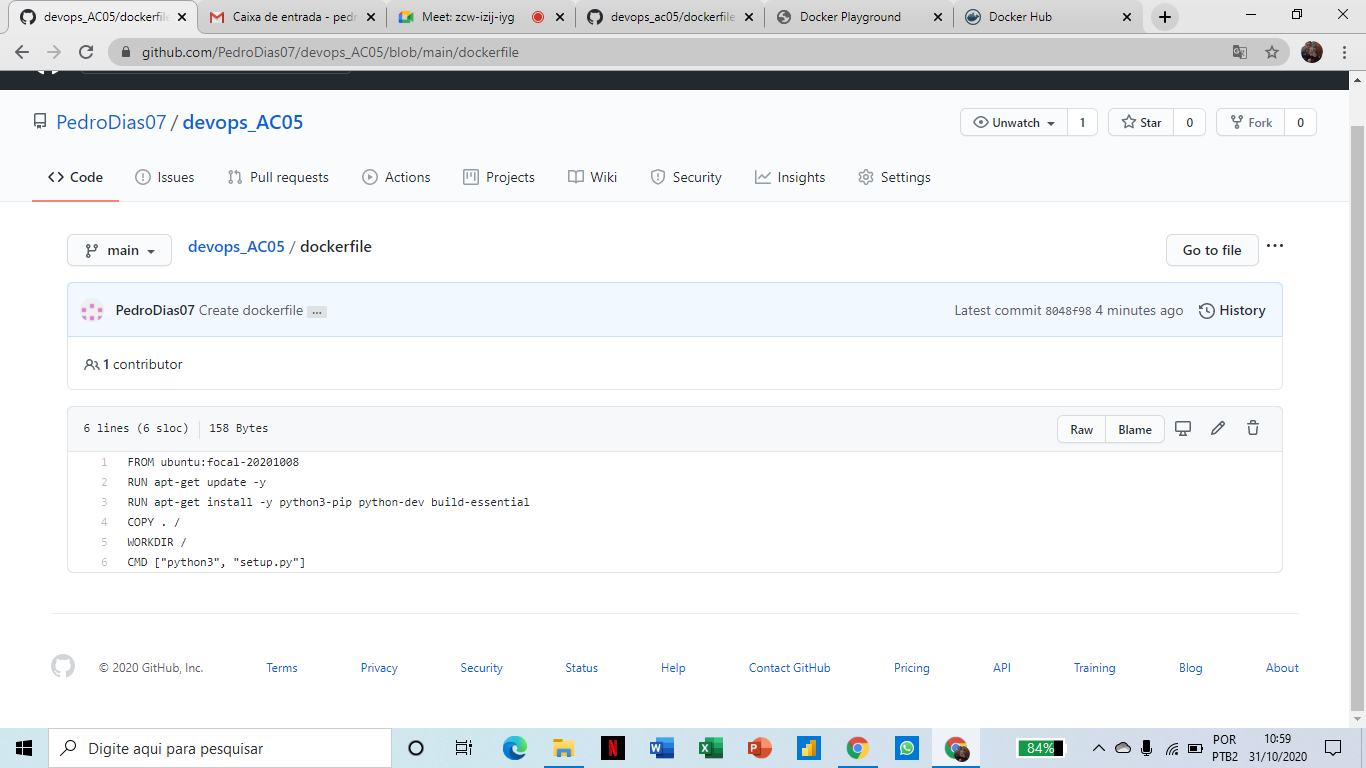 devops_AC05/dockerfile
Caixa de entrada - ped
Meet: zcw-izij-iyg
devops_ac05/dockerfile
Docker Playground
Docker Hub
github.com/PedroDias07/devops_AC05/blob/main/dockerfile
PedroDias07 / devops_AC05
Unwatch 1
Star 0
Fork 0
Code
Issues
Pull requests
Actions
Projects
Wiki
Security
Insights
Settings
main
devops_AC05 / dockerfile
Go to file
...
PedroDias07 Create dockerfile ...
Latest commit 8048f98 4 minutes ago
History
1 contributor
6 lines (6 sloc)
158 Bytes
Raw
Blame
1 FROM ubuntu:focal-20201008
2 RUN apt-get update -y
3 RUN apt-get install -y python3-pip python-dev build-essential
4 COPY . /
5 WORKDIR /
6 CMD ["python3", "setup.py"]
© 2020 GitHub, Inc.
Terms
Privacy
Security
Status
Help
Contact GitHub
Pricing
API
Training
Blog
About
Digite aqui para pesquisar
84%
POR
PTB2
10:59
31/10/2020